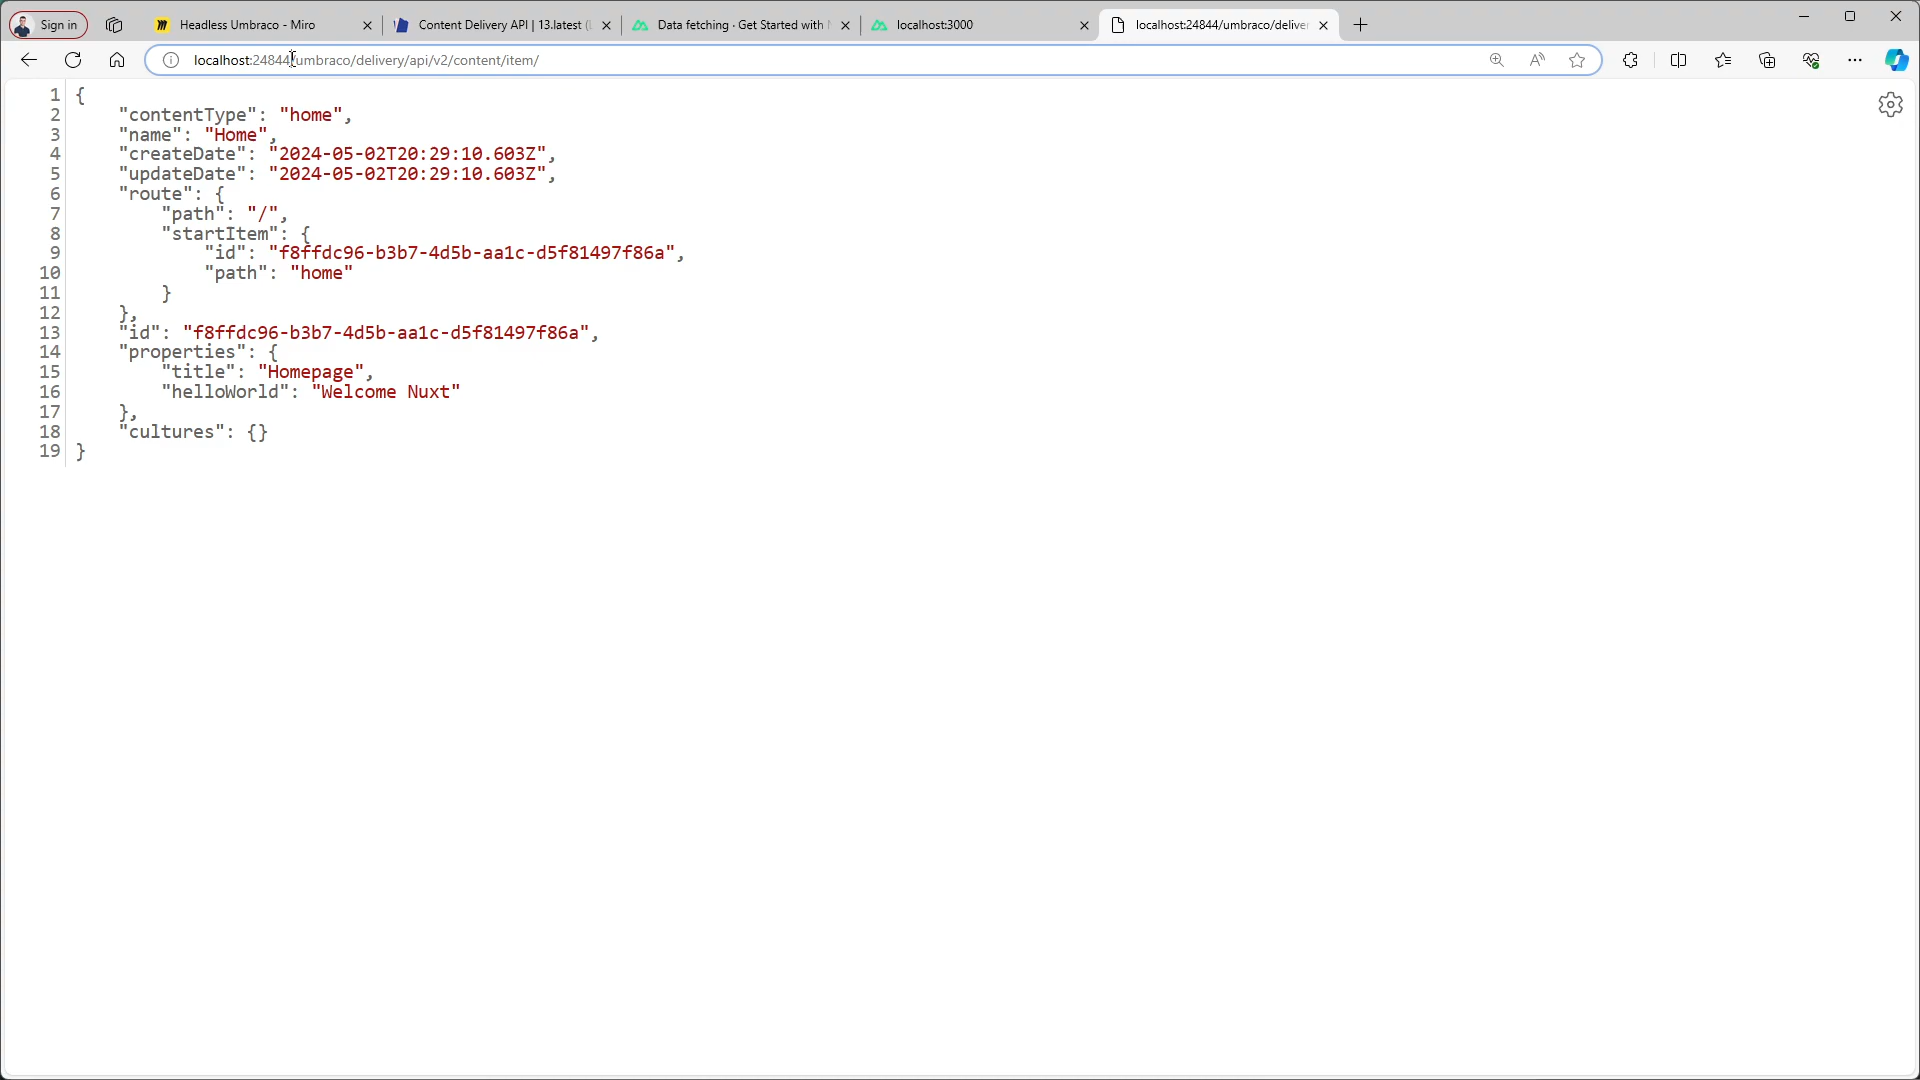 Sign in
Headless Umbraco - Miro
Content Delivery API | 13.latest (
Data fetching · Get Started with
localhost:3000
localhost:24844/umbraco/deliver
localhost:24844/umbraco/delivery/api/v2/content/item/
1 {
2 "contentType": "home",
3 "name": "Home",
4 "createDate": "2024-05-02T20:29:10.603Z",
5 "updateDate": "2024-05-02T20:29:10.603Z",
6 "route": {
7 "path": "/",
8 "startItem": {
9 "id": "f8ffdc96-b3b7-4d5b-aa1c-d5f81497f86a",
10 "path": "home"
11 }
12 },
13 "id": "f8ffdc96-b3b7-4d5b-aa1c-d5f81497f86a",
14 "properties": {
15 "title": "Homepage",
16 "helloWorld": "Welcome Nuxt"
17 },
18 "cultures": {}
19 }